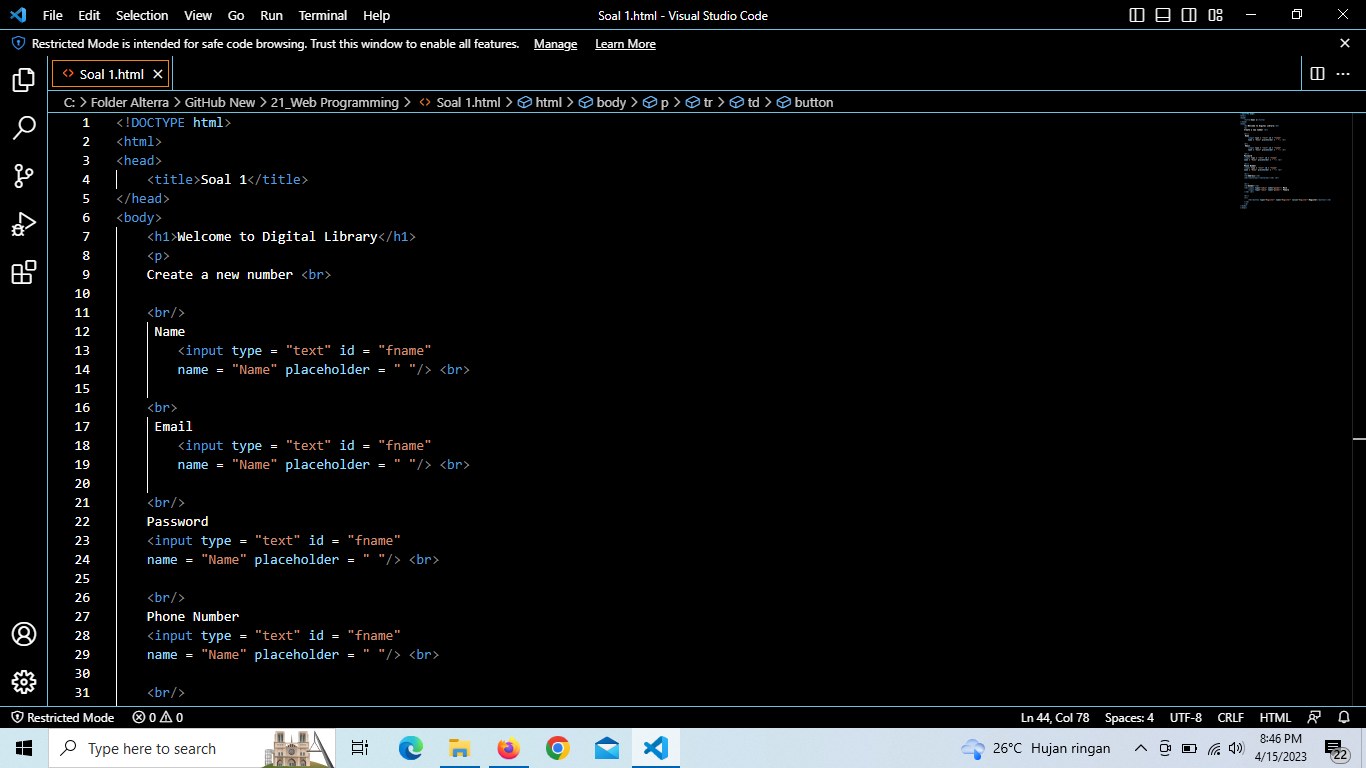 File Edit Selection View Go Run Terminal Help Soal 1.html - Visual Studio Code
Restricted Mode is intended for safe code browsing. Trust this window to enable all features. Manage Learn More
Soal 1.html
C: > Folder Alterra > GitHub New > 21_Web Programming > Soal 1.html > html > body > p > tr > td > button
1 <!DOCTYPE html>
2 <html>
3 <head>
4 <title>Soal 1</title>
5 </head>
6 <body>
7 <h1>Welcome to Digital Library</h1>
8 <p>
9 Create a new number <br>
10
11 <br/>
12 Name
13 <input type = "text" id = "fname"
14 name = "Name" placeholder = " "/> <br>
15
16 <br>
17 Email
18 <input type = "text" id = "fname"
19 name = "Name" placeholder = " "/> <br>
20
21 <br/>
22 Password
23 <input type = "text" id = "fname"
24 name = "Name" placeholder = " "/> <br>
25
26 <br/>
27 Phone Number
28 <input type = "text" id = "fname"
29 name = "Name" placeholder = " "/> <br>
30
31 <br/>
Restricted Mode 0 0 Ln 44, Col 78 Spaces: 4 UTF-8 CRLF HTML
Type here to search 26°C Hujan ringan 8:46 PM
4/15/2023 22